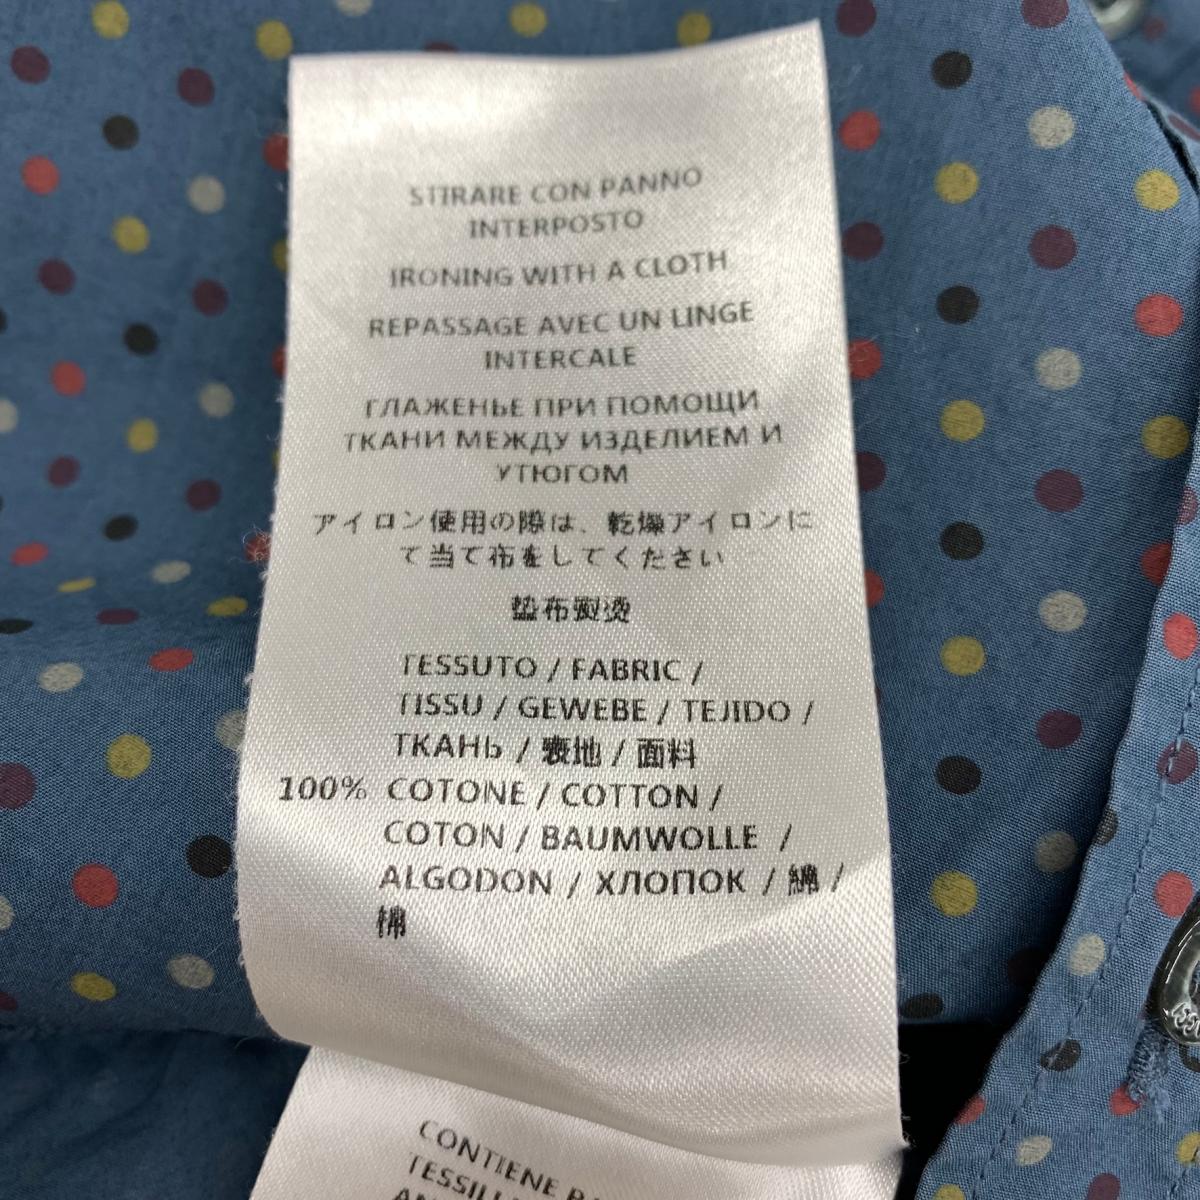 STIRARE CON PANNO
INTERPOSTO
IRONING WITH A CLOTH
REPASSAGE AVEC UN LINGE
INTERCALE
ГЛАЖЕНЬЕ ПРИ ПОМОЩИ
ТКАНИ МЕЖДУ ИЗДЕЛИЕМ И
УТЮГОМ
アイロン使用の際は、乾燥アイロンに
て当て布をしてください
垫布熨烫
TESSUTO / FABRIC /
TISSU / GEWEBE / TEJIDO /
ТКАНЬ / 表地 / 面料
100% COTONE / COTTON /
COTON / BAUMWOLLE /
ALGODON / ХЛОПОК / 綿 /
棉
CONTIENE
TESSILI